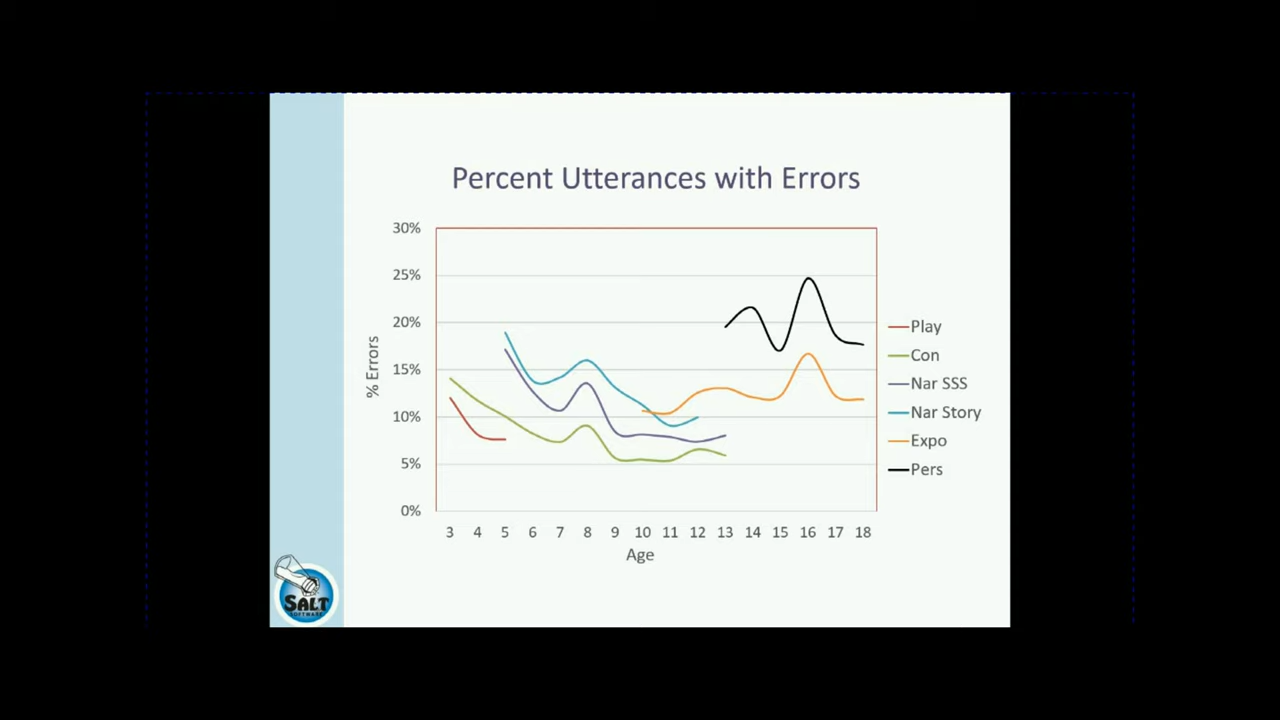 Percent Utterances with Errors
30%
25%
20%
15%
10%
5%
0%
% Errors
3 4 5 6 7 8 9 10 11 12 13 14 15 16 17 18
Age
Play
Con
Nar SSS
Nar Story
Expo
Pers
SALT
SOFTWARE